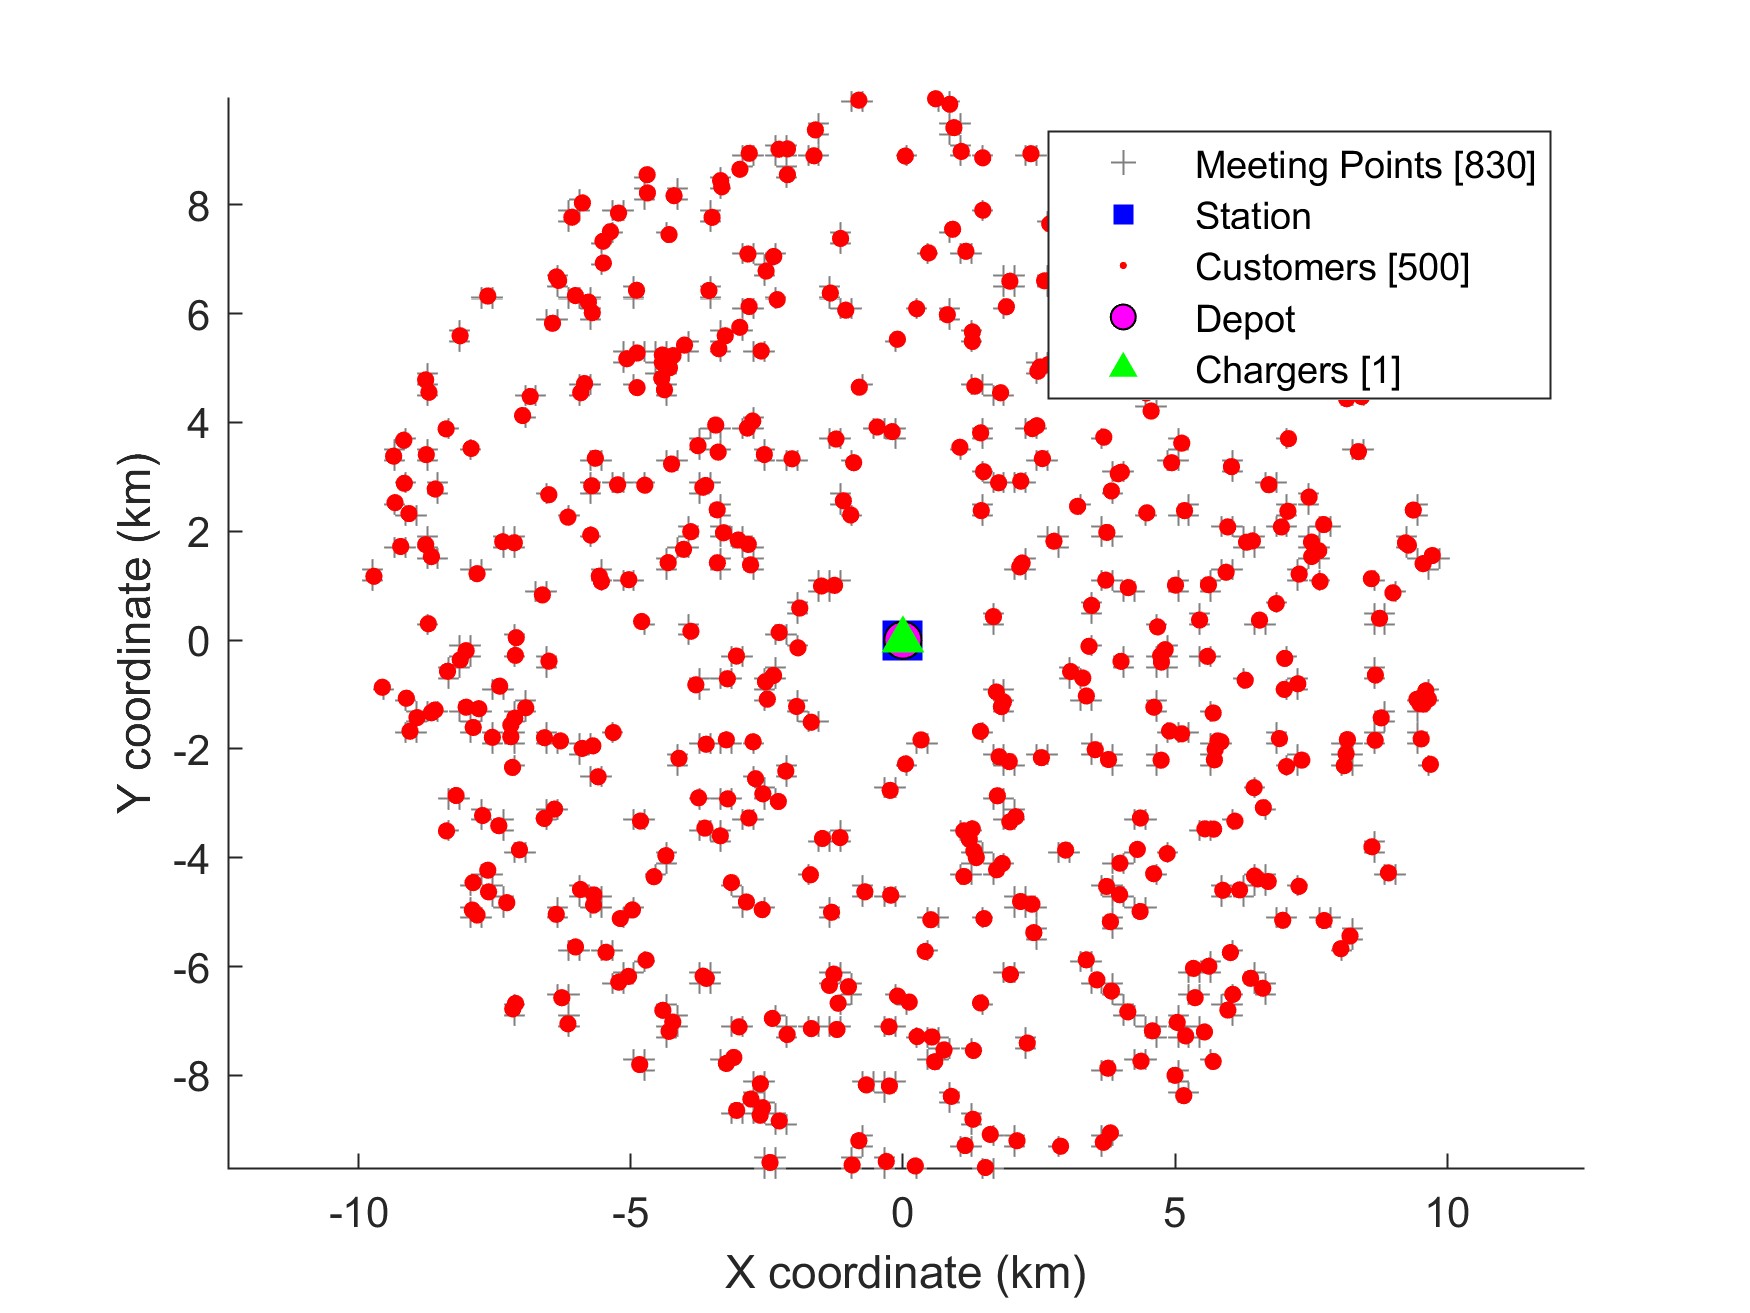 Meeting Points [830]
Station
Customers [500]
Depot
Chargers [1]
8
6
4
2
0
-2
-4
-6
-8
Y coordinate (km)
-10 -5 0 5 10
X coordinate (km)